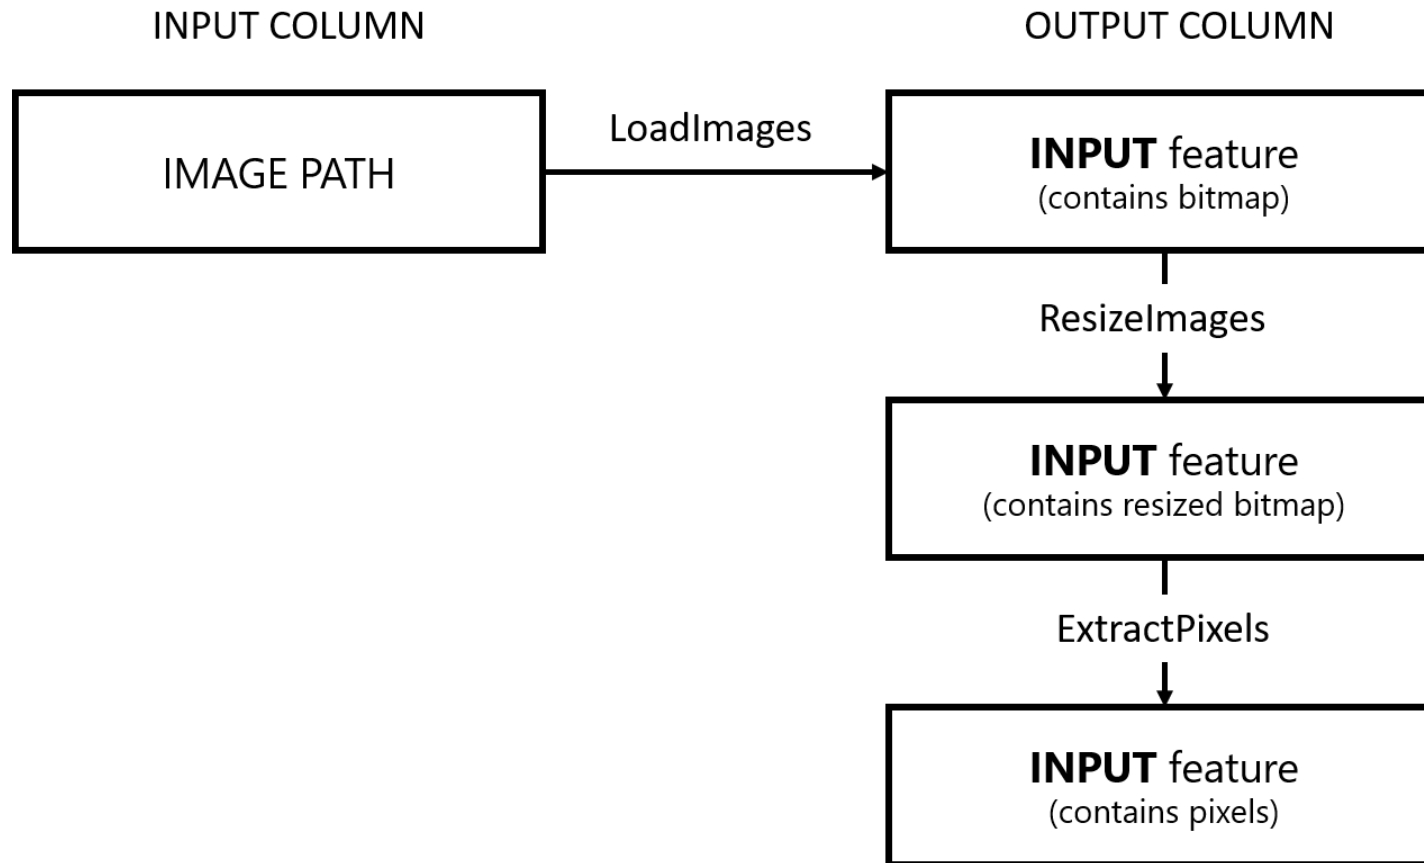 INPUT COLUMN
OUTPUT COLUMN
IMAGE PATH
LoadImages
INPUT feature
(contains bitmap)
ResizeImages
INPUT feature
(contains resized bitmap)
ExtractPixels
INPUT feature
(contains pixels)